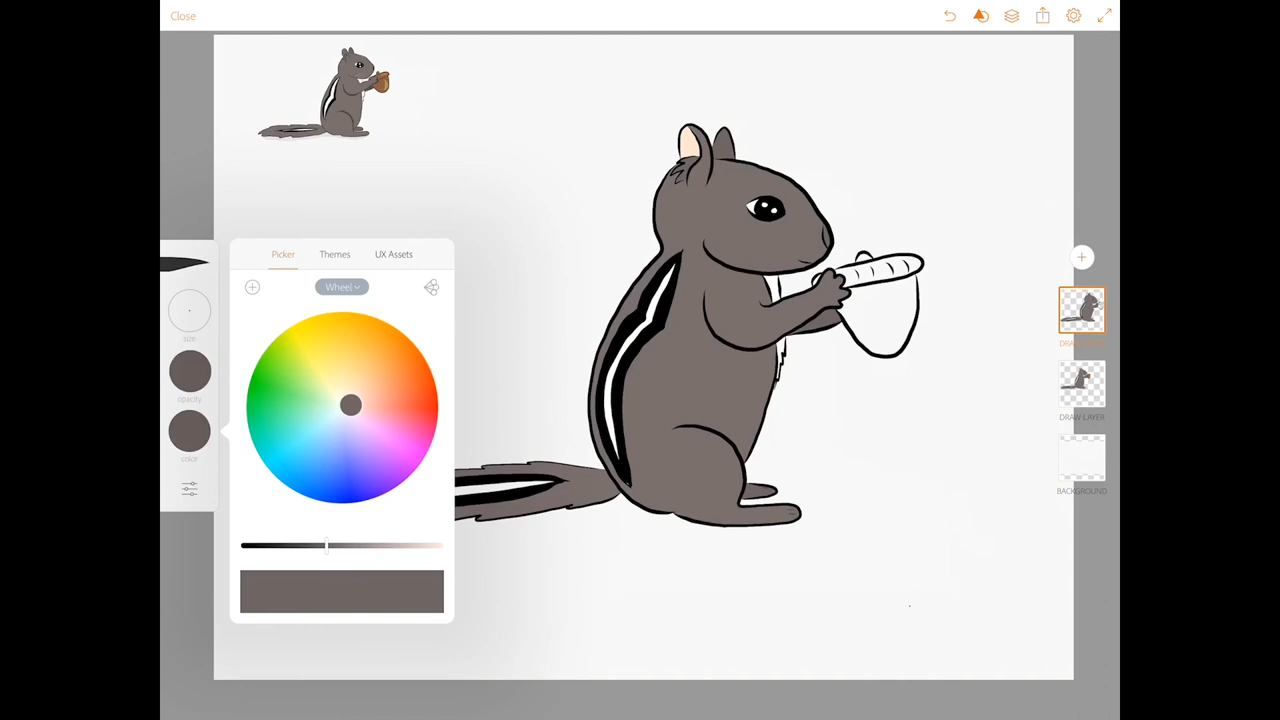 Close
Picker Themes UX Assets
Wheel
size
opacity
color
DRAW LAYER
BACKGROUND